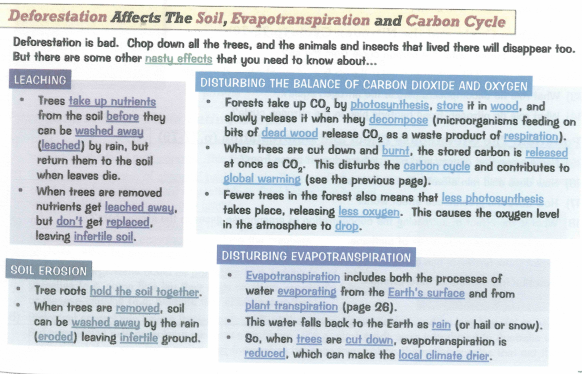 Deforestation Affects The Soil, Evapotranspiration and Carbon Cycle
Deforestation is bad. Chop down all the trees, and the animals and insects that lived there will disappear too.
But there are some other nasty effects that you need to know about...
LEACHING
• Trees take up nutrients
from the soil before they
can be washed away
(leached) by rain, but
return them to the soil
when leaves die.
• When trees are removed
nutrients get leached away,
but don't get replaced,
leaving infertile soil.
DISTURBING THE BALANCE OF CARBON DIOXIDE AND OXYGEN
• Forests take up CO₂ by photosynthesis, store it in wood, and
slowly release it when they decompose (microorganisms feeding on
bits of dead wood release CO₂ as a waste product of respiration).
• When trees are cut down and burnt, the stored carbon is released
at once as CO₂. This disturbs the carbon cycle and contributes to
global warming (see the previous page).
• Fewer trees in the forest also means that less photosynthesis
takes place, releasing less oxygen. This causes the oxygen level
in the atmosphere to drop.
SOIL EROSION
• Tree roots hold the soil together.
• When trees are removed, soil
can be washed away by the rain
(eroded) leaving infertile ground.
DISTURBING EVAPOTRANSPIRATION
• Evapotranspiration includes both the processes of
water evaporating from the Earth's surface and from
plant transpiration (page 26).
• This water falls back to the Earth as rain (or hail or snow).
• So, when trees are cut down, evapotranspiration is
reduced, which can make the local climate drier.